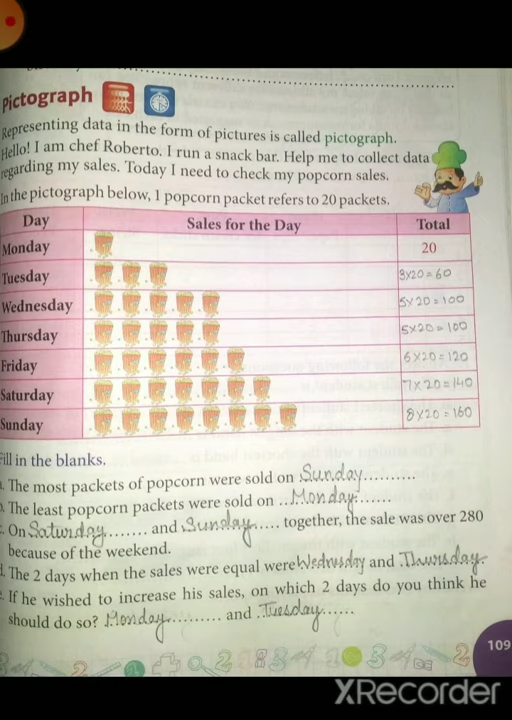 Pictograph
Representing data in the form of pictures is called pictograph.
Hello! I am chef Roberto. I run a snack bar. Help me to collect data
regarding my sales. Today I need to check my popcorn sales.
In the pictograph below, 1 popcorn packet refers to 20 packets.
Day Sales for the Day Total
Monday 20
Tuesday 3x20=60
Wednesday 5x20=100
Thursday 5x20=100
Friday 6x20=120
Saturday 7x20=140
Sunday 8x20=160
Fill in the blanks.
. The most packets of popcorn were sold on Sunday..........
. The least popcorn packets were sold on ...Monday......
. On Saturday....... and Sunday..... together, the sale was over 280
because of the weekend.
. The 2 days when the sales were equal were Wednesday and .Thursday.
. If he wished to increase his sales, on which 2 days do you think he
should do so? Monday.......... and .Tuesday......
109
XRecorder